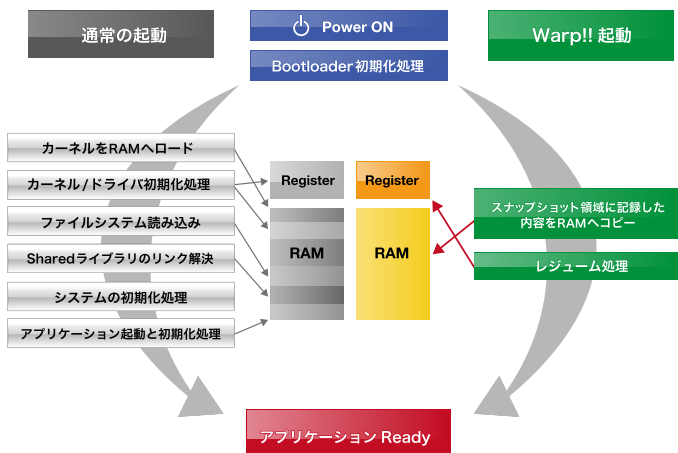 通常の起動
Power ON
Bootloader 初期化処理
Warp!! 起動
カーネルをRAMへロード
カーネル/ドライバ初期化処理
ファイルシステム読み込み
Sharedライブラリのリンク解決
システムの初期化処理
アプリケーション起動と初期化処理
Register
RAM
Register
RAM
スナップショット領域に記録した
内容をRAMへコピー
レジューム処理
アプリケーション Ready